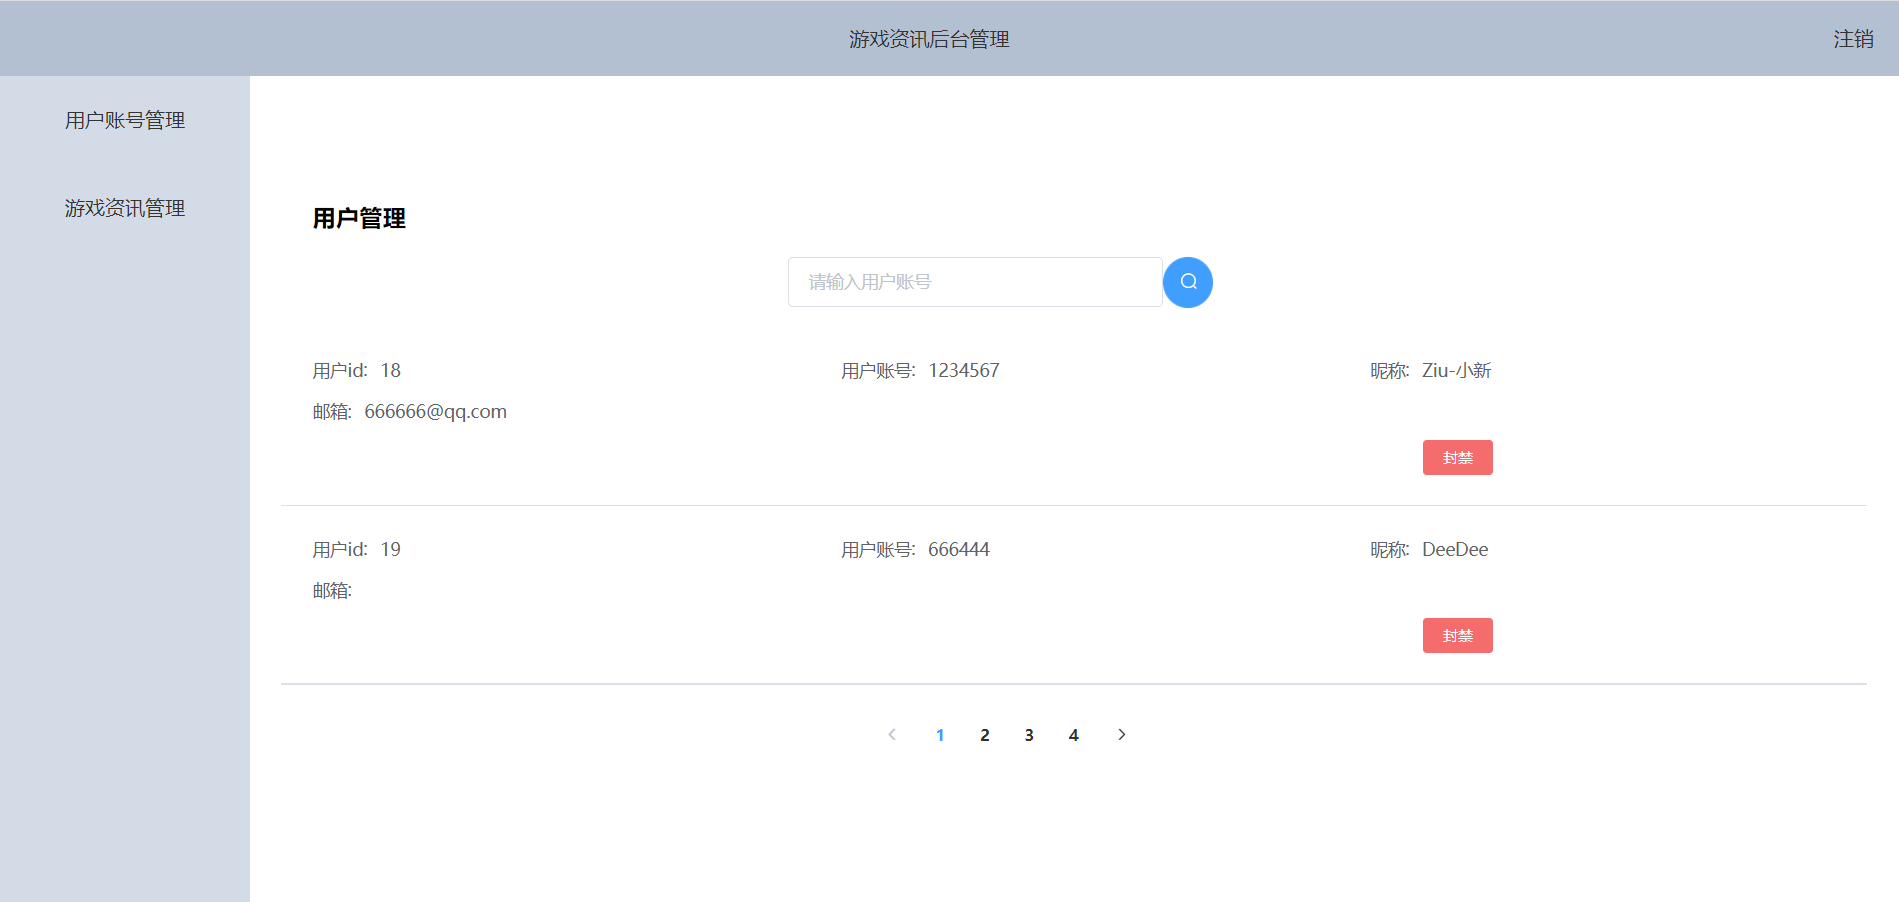 游戏资讯后台管理 注销
用户账号管理
游戏资讯管理
用户管理
请输入用户账号
用户id: 18 用户账号: 1234567 昵称: Ziu-小新
邮箱: 666666@qq.com
封禁
用户id: 19 用户账号: 666444 昵称: DeeDee
邮箱:
封禁
1 2 3 4